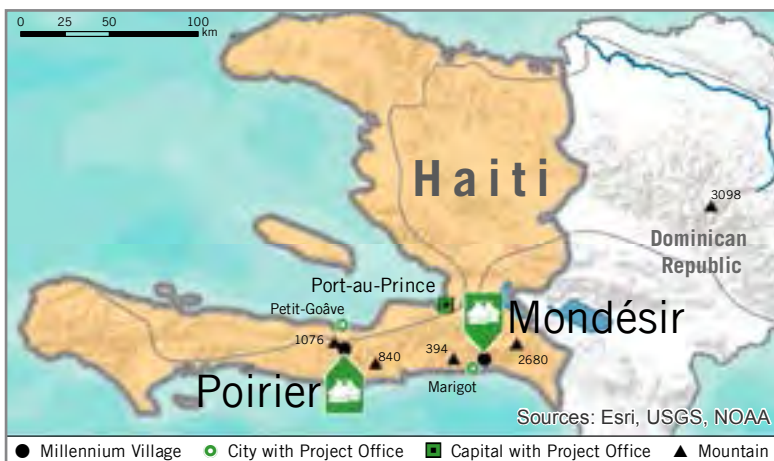 0 25 50 100
km
Haiti
3098
Dominican
Republic
Port-au-Prince
Petit-Goâve
Mondésir
1076
840
394
2680
Poirier
Marigot
Sources: Esri, USGS, NOAA
Millennium Village City with Project Office Capital with Project Office Mountain